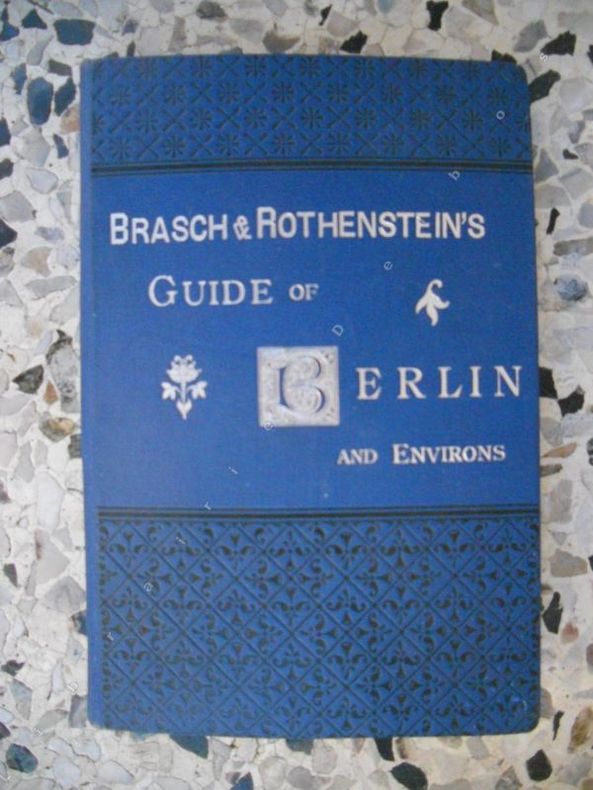 BRASCH & ROTHENSTEIN'S
GUIDE OF
BERLIN
AND ENVIRONS